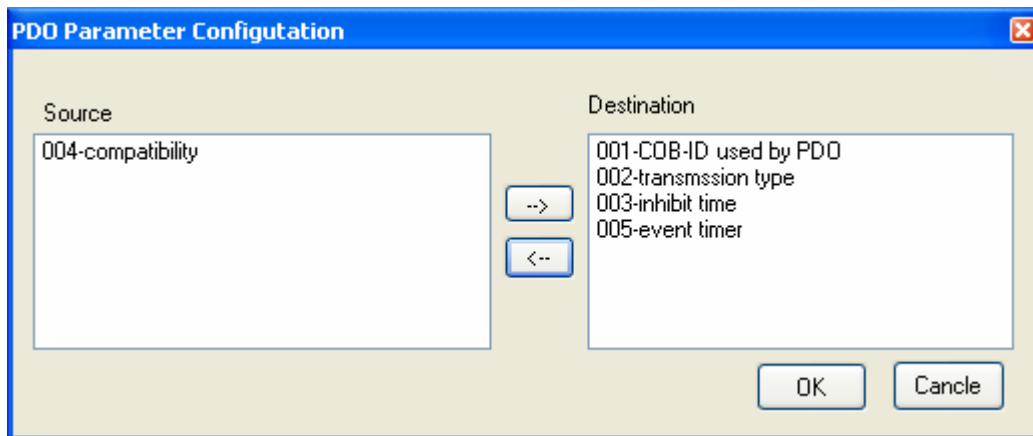 PDO Parameter Configutation
Source
004-compatibility
-->
<--
Destination
001-COB-ID used by PDO
002-transmssion type
003-inhibit time
005-event timer
OK
Cancle